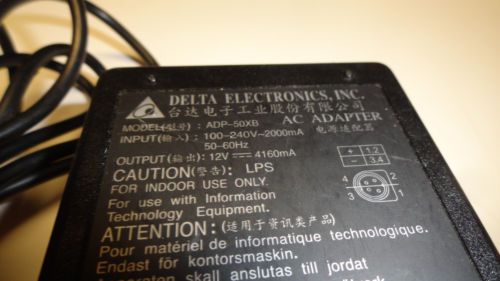 DELTA ELECTRONICS, INC.
台达电子工业股份有限公司
AC ADAPTER
电源适配器
MODEL(型号): ADP-50XB
INPUT(输入): 100-240V~2000mA
50-60Hz
OUTPUT(输出): 12V 4160mA
+ 1,2
- 3,4
CAUTION(警告): LPS
4 2
3 1
FOR INDOOR USE ONLY.
For use with Information
Technology Equipment.
ATTENTION: (适用于资讯类产品)
Pour matériel de informatique technologique.
Endast för kontorsmaskin.
skall anslutas till jordat